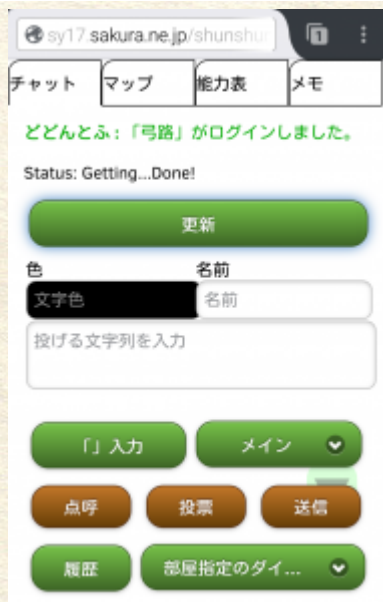 sy17.sakura.ne.jp/shunshu
1
チャット マップ 能力表 メモ
どどんとふ:「弓路」がログインしました。
Status: Getting...Done!
更新
色 名前
文字色 名前
投げる文字列を入力
「」入力 メイン
点呼 投票 送信
履歴 部屋指定のダイ...